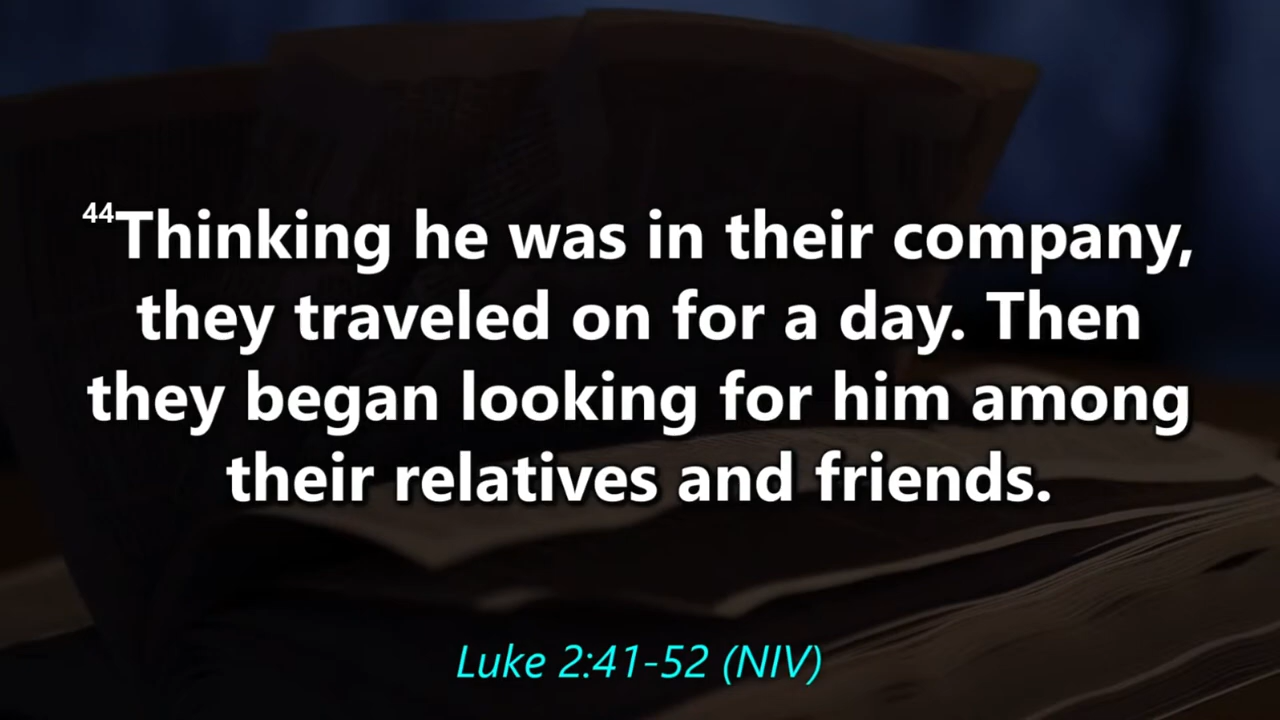 44Thinking he was in their company,
they traveled on for a day. Then
they began looking for him among
their relatives and friends.
Luke 2:41-52 (NIV)